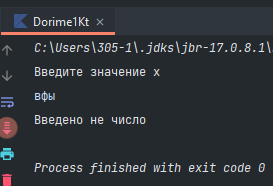 Dorime1Kt
C:\Users\305-1\.jdks\jbr-17.0.8.1\
Введите значение x
вфы
Введено не число
Process finished with exit code 0